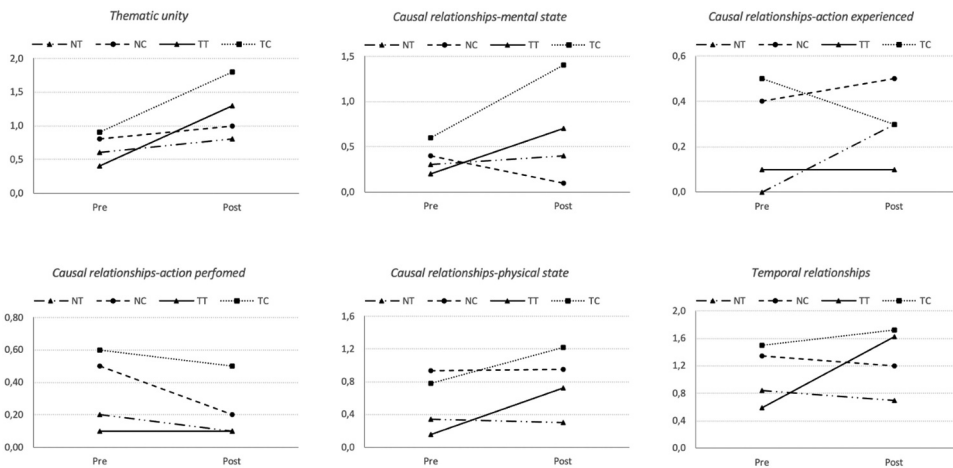 Thematic unity
NT NC TT TC
2,0
1,5
1,0
0,5
0,0
Pre Post
Causal relationships-mental state
NT NC TT TC
1,5
1,0
0,5
0,0
Pre Post
Causal relationships-action experienced
NT NC TT TC
0,6
0,4
0,2
0,0
Pre Post
Causal relationships-action perfomed
NT NC TT TC
0,80
0,60
0,40
0,20
0,00
Pre Post
Causal relationships-physical state
NT NC TT TC
1,6
1,2
0,8
0,4
0,0
Pre Post
Temporal relationships
NT NC TT TC
2,0
1,6
1,2
0,8
0,4
0,0
Pre Post